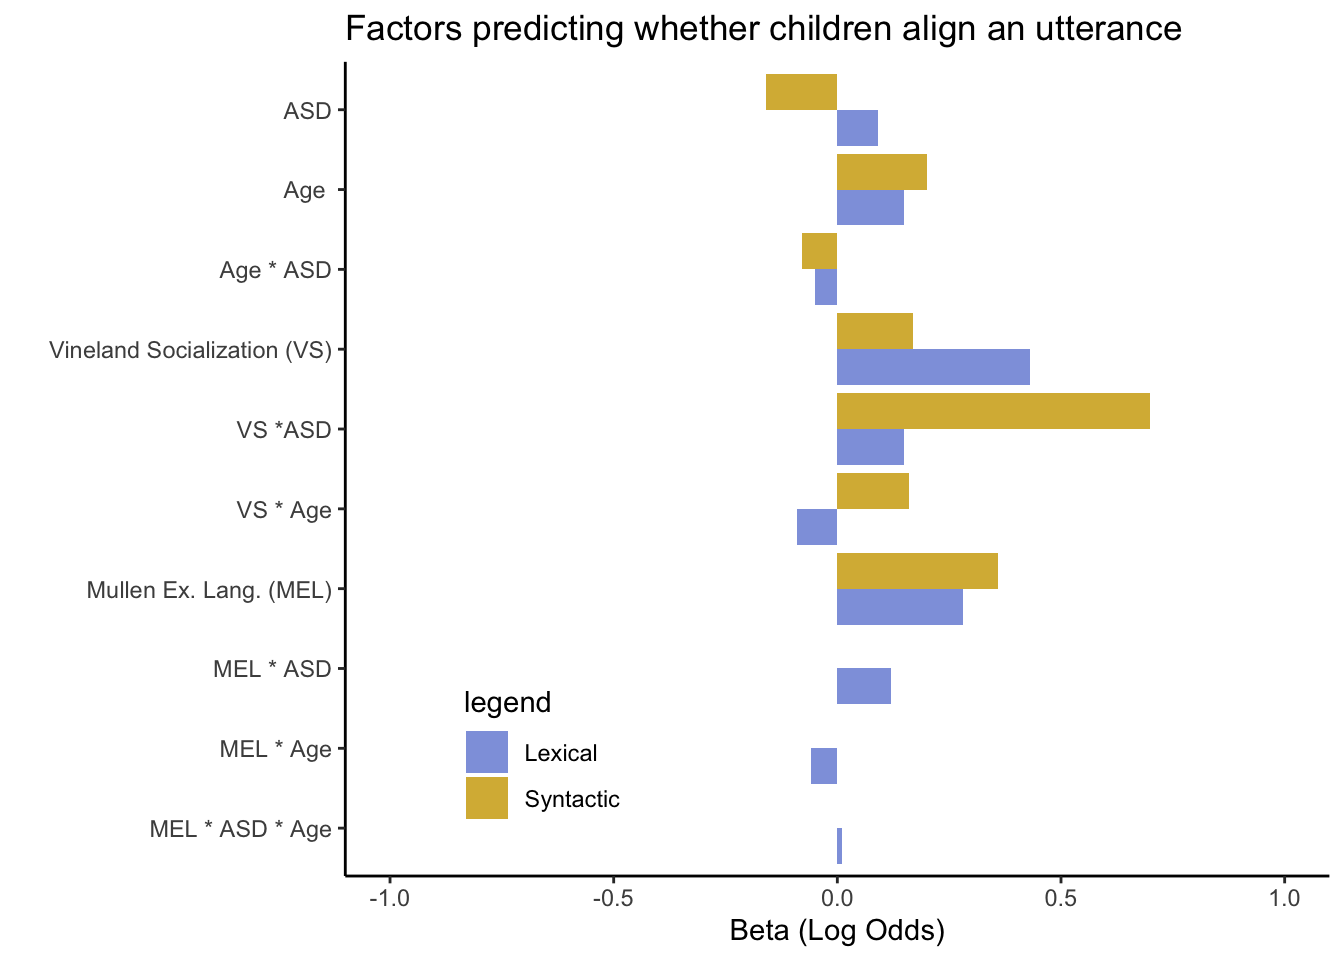 Factors predicting whether children align an utterance
ASD
Age
Age * ASD
Vineland Socialization (VS)
VS *ASD
VS * Age
Mullen Ex. Lang. (MEL)
MEL * ASD
MEL * Age
MEL * ASD * Age
legend
Lexical
Syntactic
-1.0 -0.5 0.0 0.5 1.0
Beta (Log Odds)